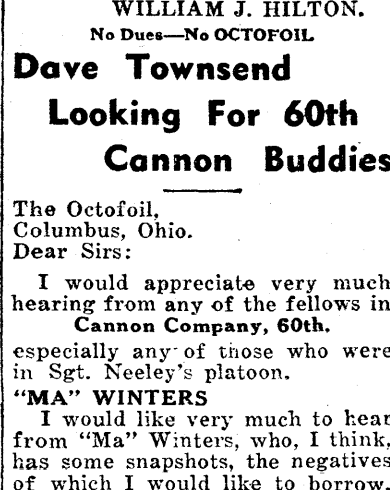 WILLIAM J. HILTON.
No Dues—No OCTOFOIL
Dave Townsend
Looking For 60th
Cannon Buddies
The Octofoil,
Columbus, Ohio.
Dear Sirs:
I would appreciate very much
hearing from any of the fellows in
Cannon Company, 60th.
especially any of those who were
in Sgt. Neeley's platoon.
"MA" WINTERS
I would like very much to hear
from "Ma" Winters, who, I think,
has some snapshots, the negatives
of which I would like to borrow.